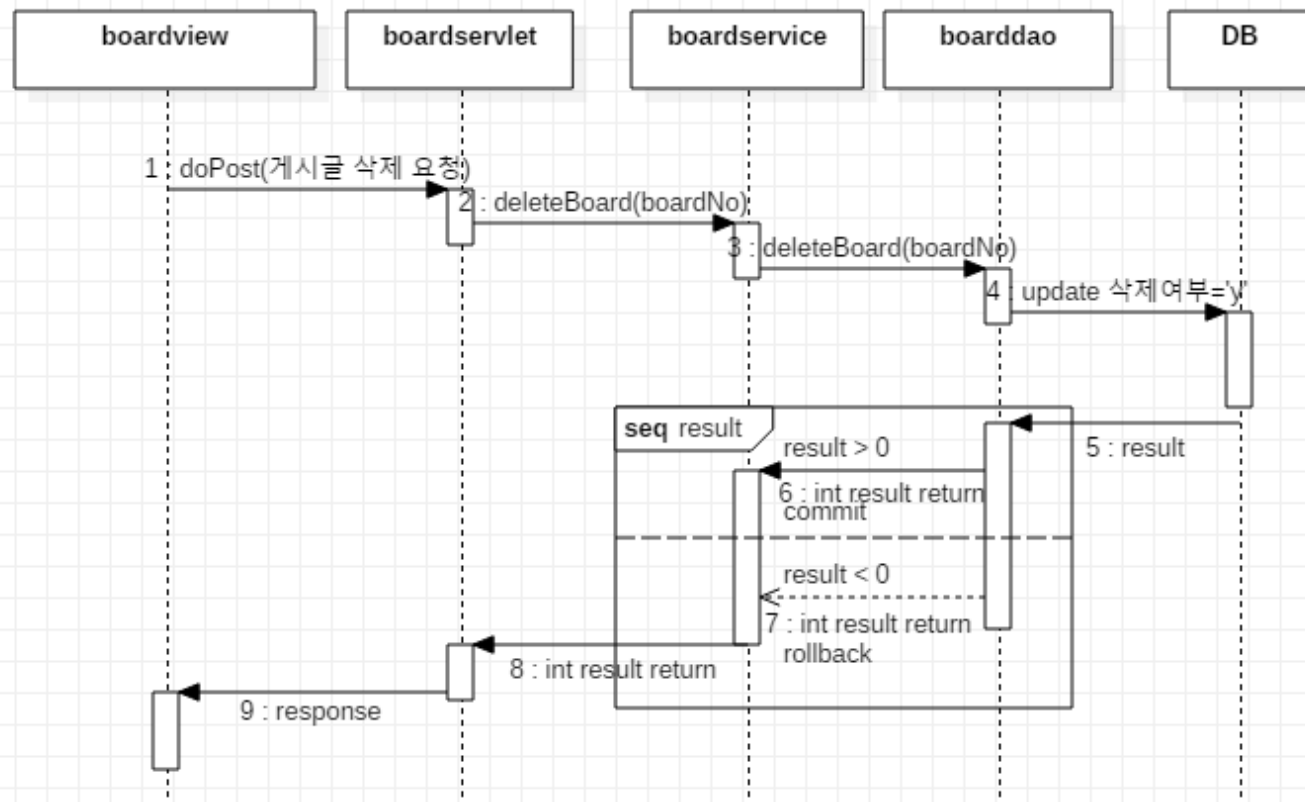 boardview
boardservlet
boardservice
boarddao
DB
1 : doPost(게시글 삭제 요청)
2 : deleteBoard(boardNo)
3 : deleteBoard(boardNo)
4 : update 삭제여부='y'
seq result
5 : result
result > 0
6 : int result return
commit
result < 0
7 : int result return
rollback
8 : int result return
9 : response